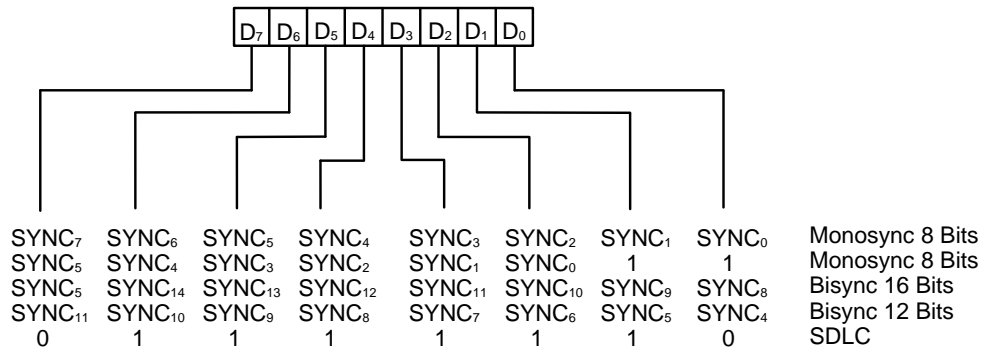 D₇ D₆ D₅ D₄ D₃ D₂ D₁ D₀
SYNC₇ SYNC₆ SYNC₅ SYNC₄ SYNC₃ SYNC₂ SYNC₁ SYNC₀ Monosync 8 Bits
SYNC₅ SYNC₄ SYNC₃ SYNC₂ SYNC₁ SYNC₀ 1 1 Monosync 8 Bits
SYNC₅ SYNC₁₄ SYNC₁₃ SYNC₁₂ SYNC₁₁ SYNC₁₀ SYNC₉ SYNC₈ Bisync 16 Bits
SYNC₁₁ SYNC₁₀ SYNC₉ SYNC₈ SYNC₇ SYNC₆ SYNC₅ SYNC₄ Bisync 12 Bits
0 1 1 1 1 1 1 0 SDLC